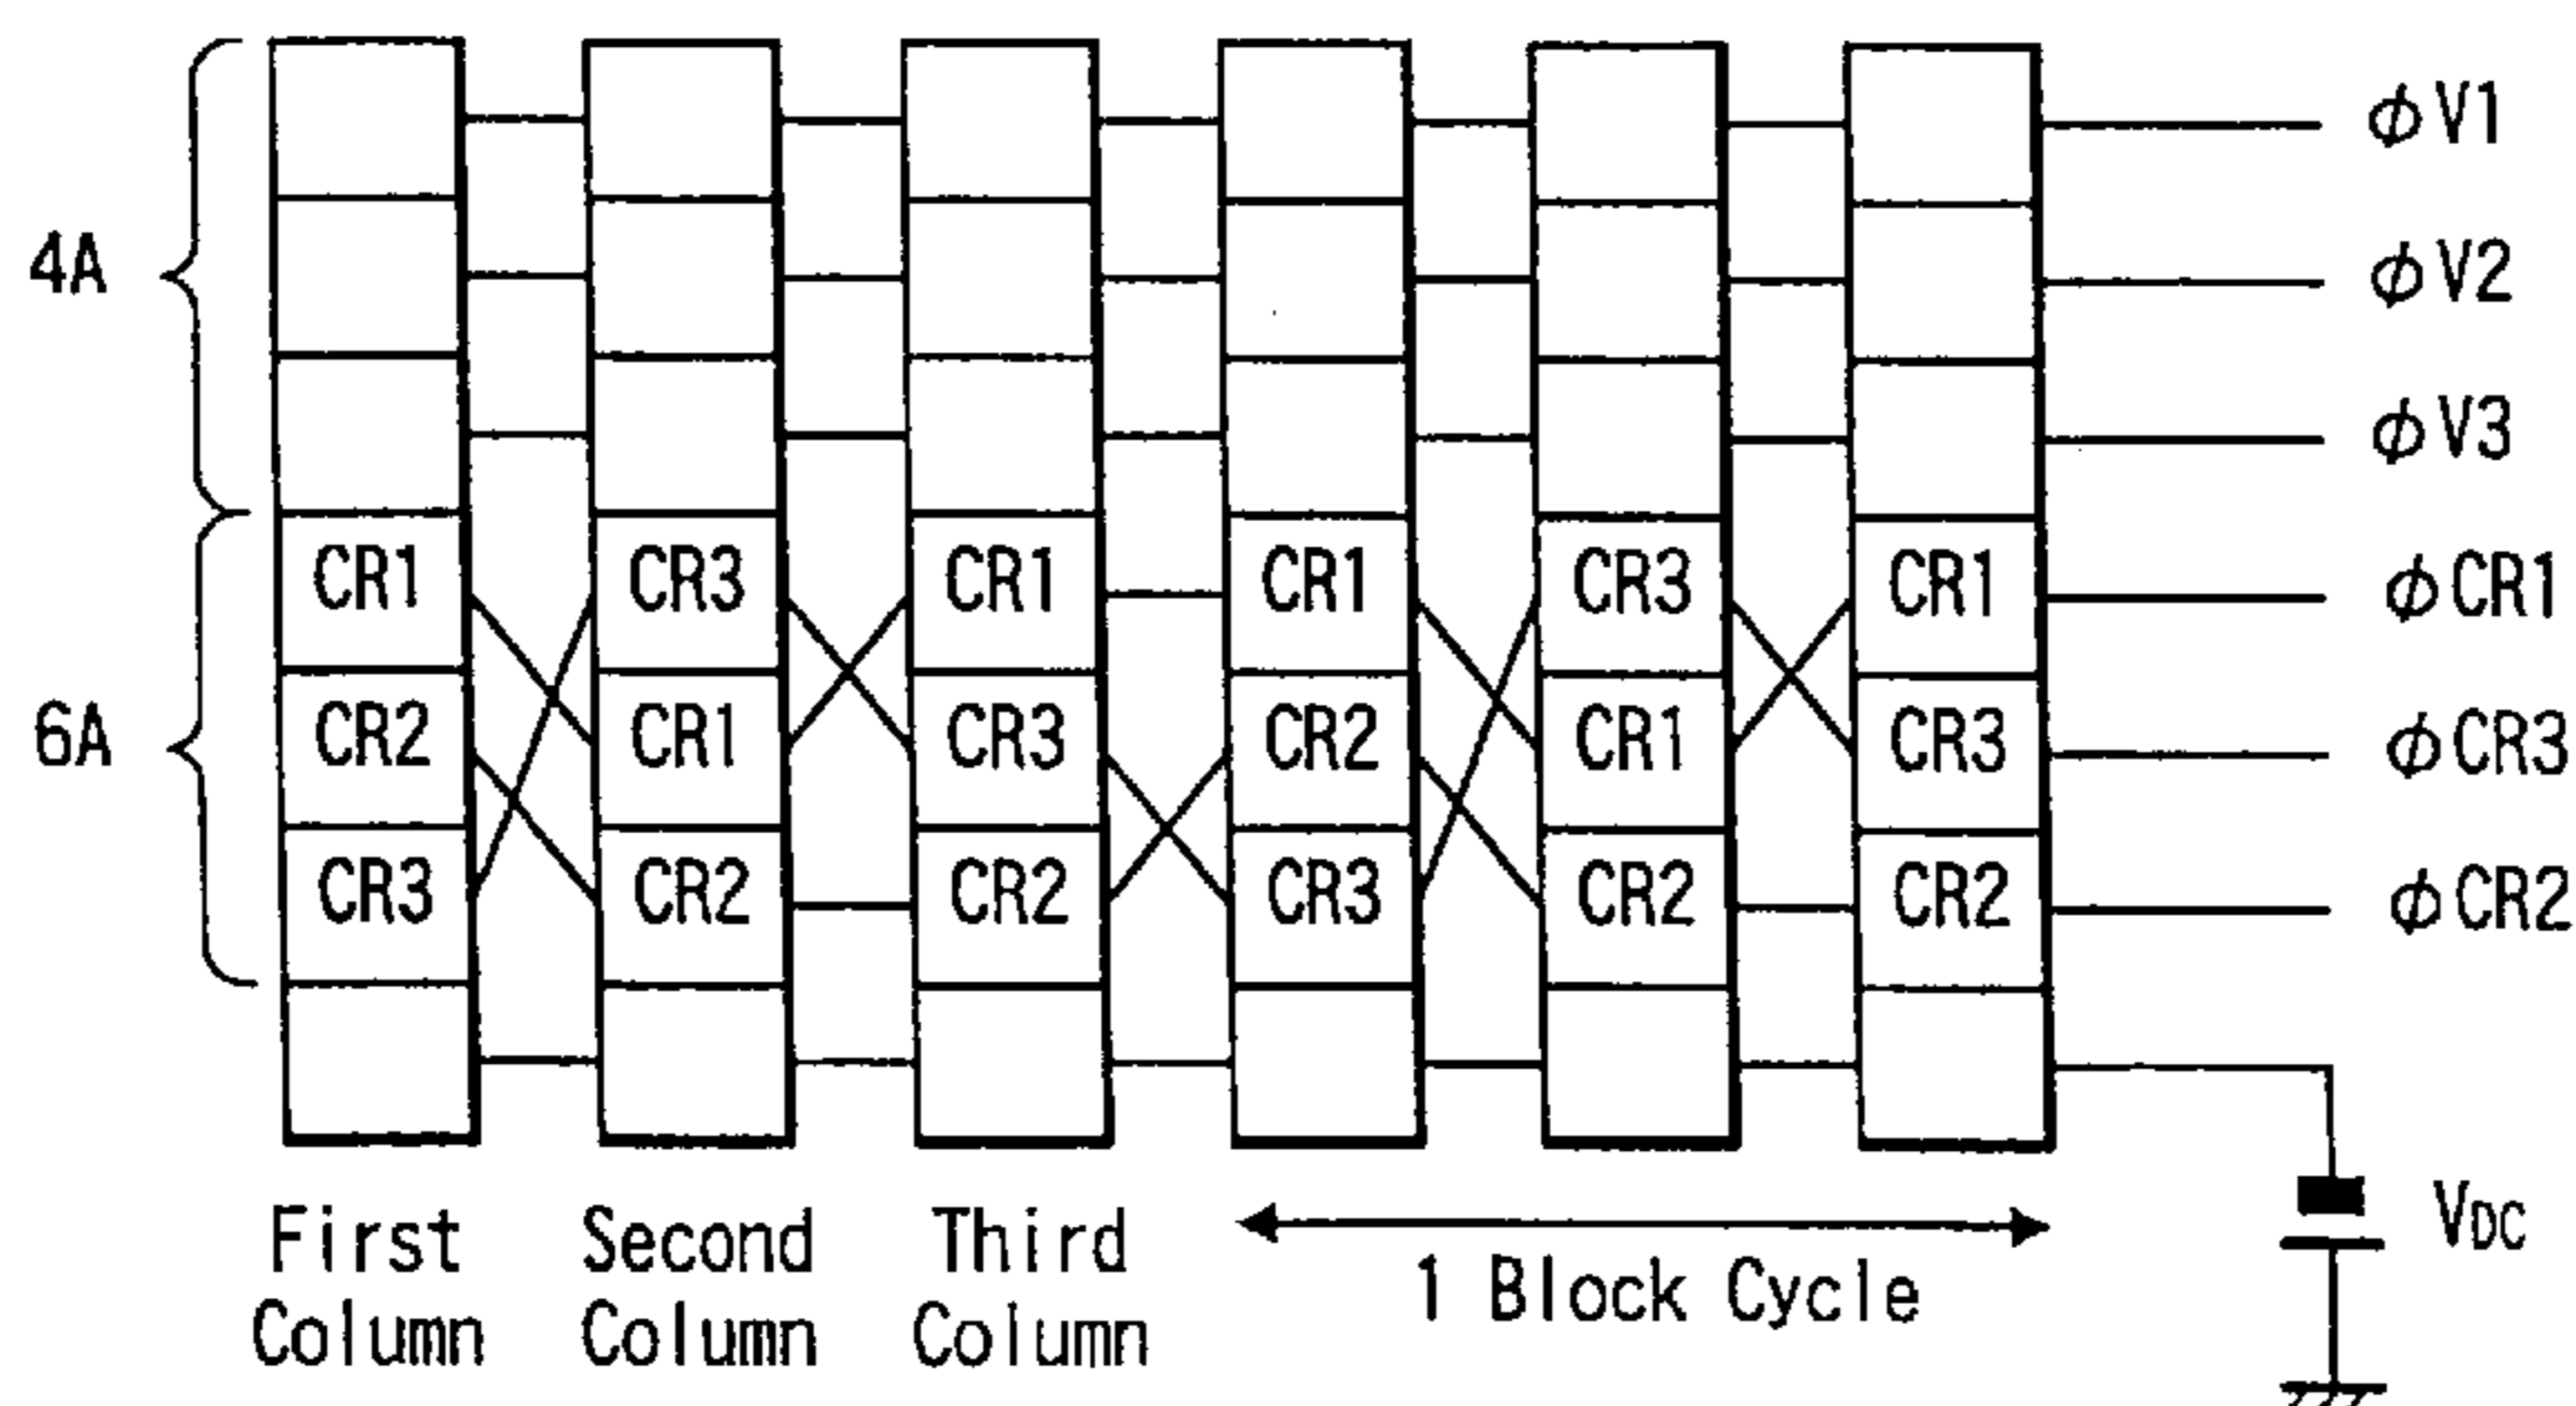 φV1
4A
φV2
φV3
CR1 CR3 CR1 CR1 CR3 CR1 φCR1
6A
CR2 CR1 CR3 CR2 CR1 CR3 φCR3
CR3 CR2 CR2 CR3 CR2 CR2 φCR2
First Column
Second Column
Third Column
1 Block Cycle
VDC